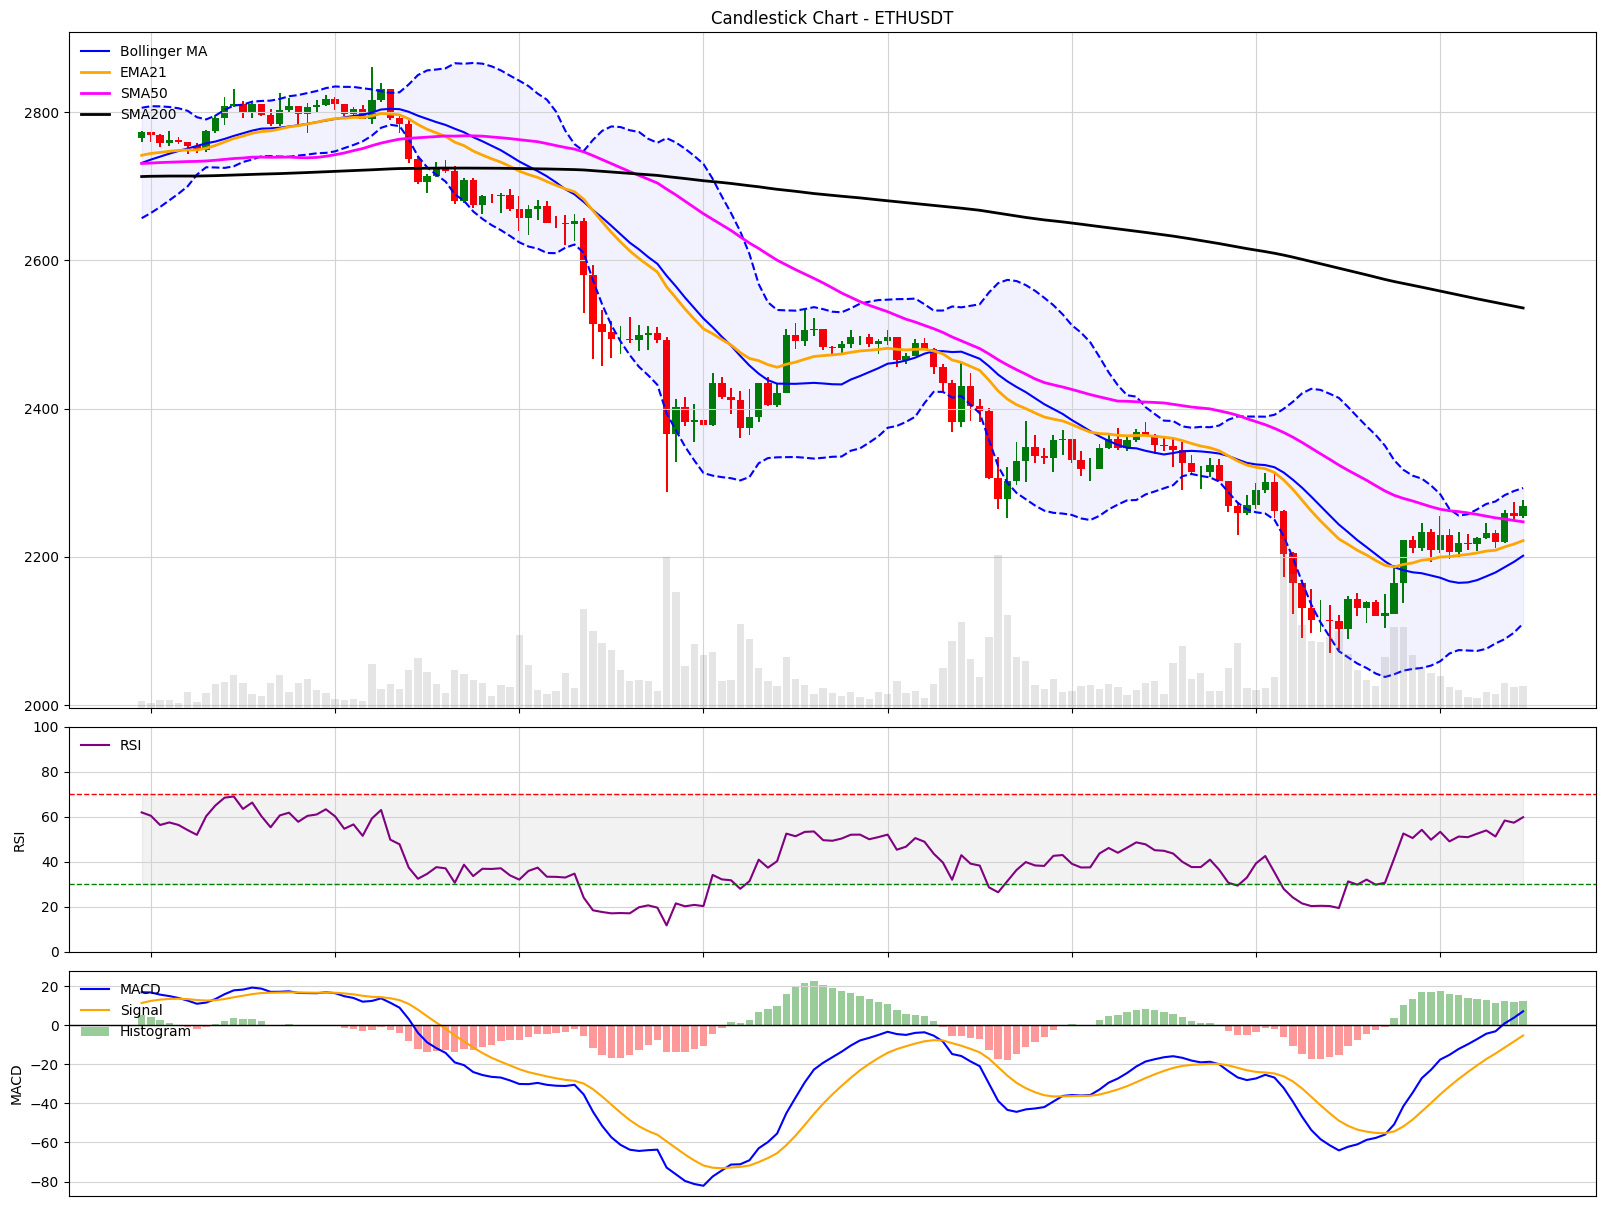 Candlestick Chart - ETHUSDT
Bollinger MA
EMA21
SMA50
SMA200
2800
2600
2400
2200
2000
RSI
RSI
100
80
60
40
20
0
MACD
Signal
Histogram
MACD
20
0
−20
−40
−60
−80